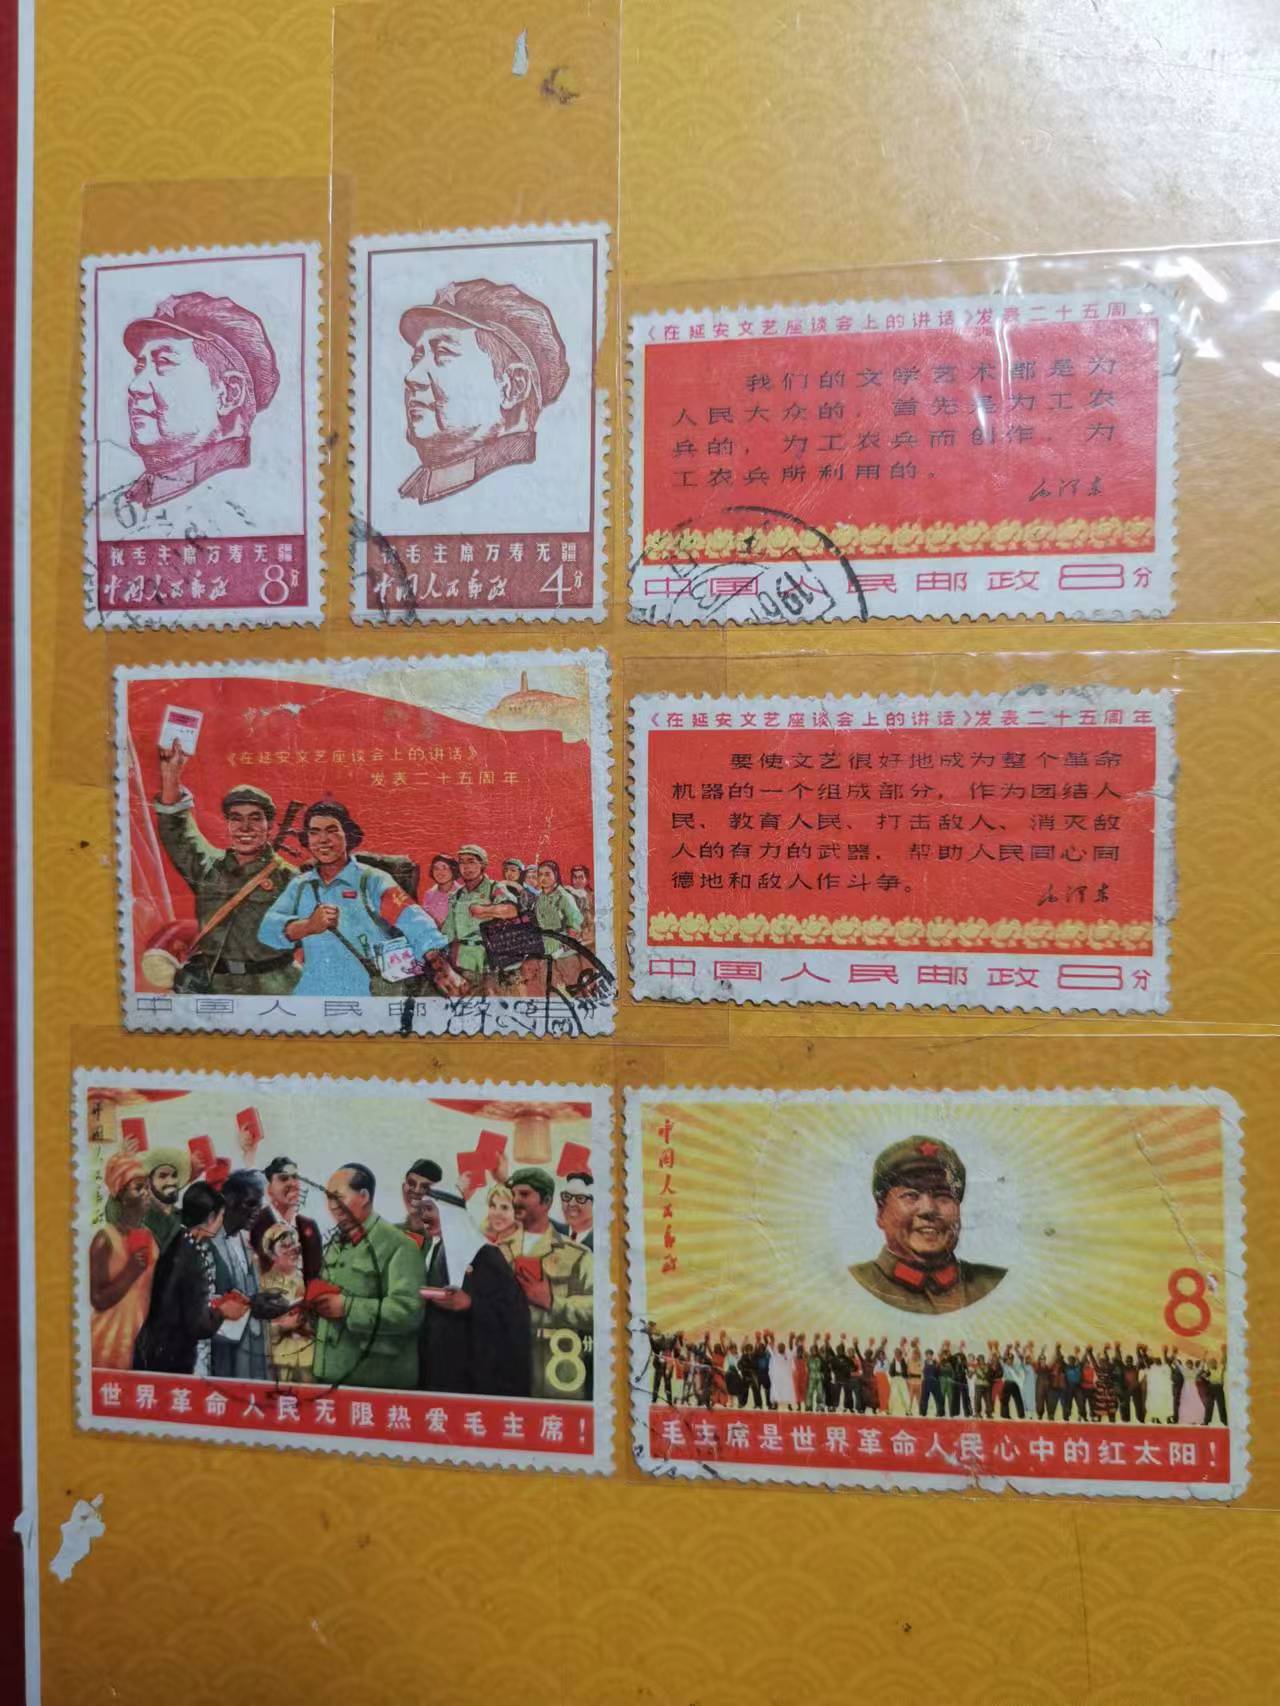 祝毛主席万寿无疆
中国人民邮政
8分
祝毛主席万寿无疆
中国人民邮政
4分
《在延安文艺座谈会上的讲话》发表二十五周年
我们的文学艺术都是为
人民大众的，首先是为工农
兵的，为工农兵而创作，为
工农兵所利用的。
毛泽东
中国人民邮政8分
196
《在延安文艺座谈会上的讲话》
发表二十五周年
中国人民邮政
《在延安文艺座谈会上的讲话》发表二十五周年
要使文艺很好地成为整个革命
机器的一个组成部分，作为团结人
民、教育人民、打击敌人、消灭敌
人的有力的武器，帮助人民同心同
德地和敌人作斗争。
毛泽东
中国人民邮政8分
中国人民邮政
8分
世界革命人民无限热爱毛主席！
中国人民邮政
8
毛主席是世界革命人民心中的红太阳！